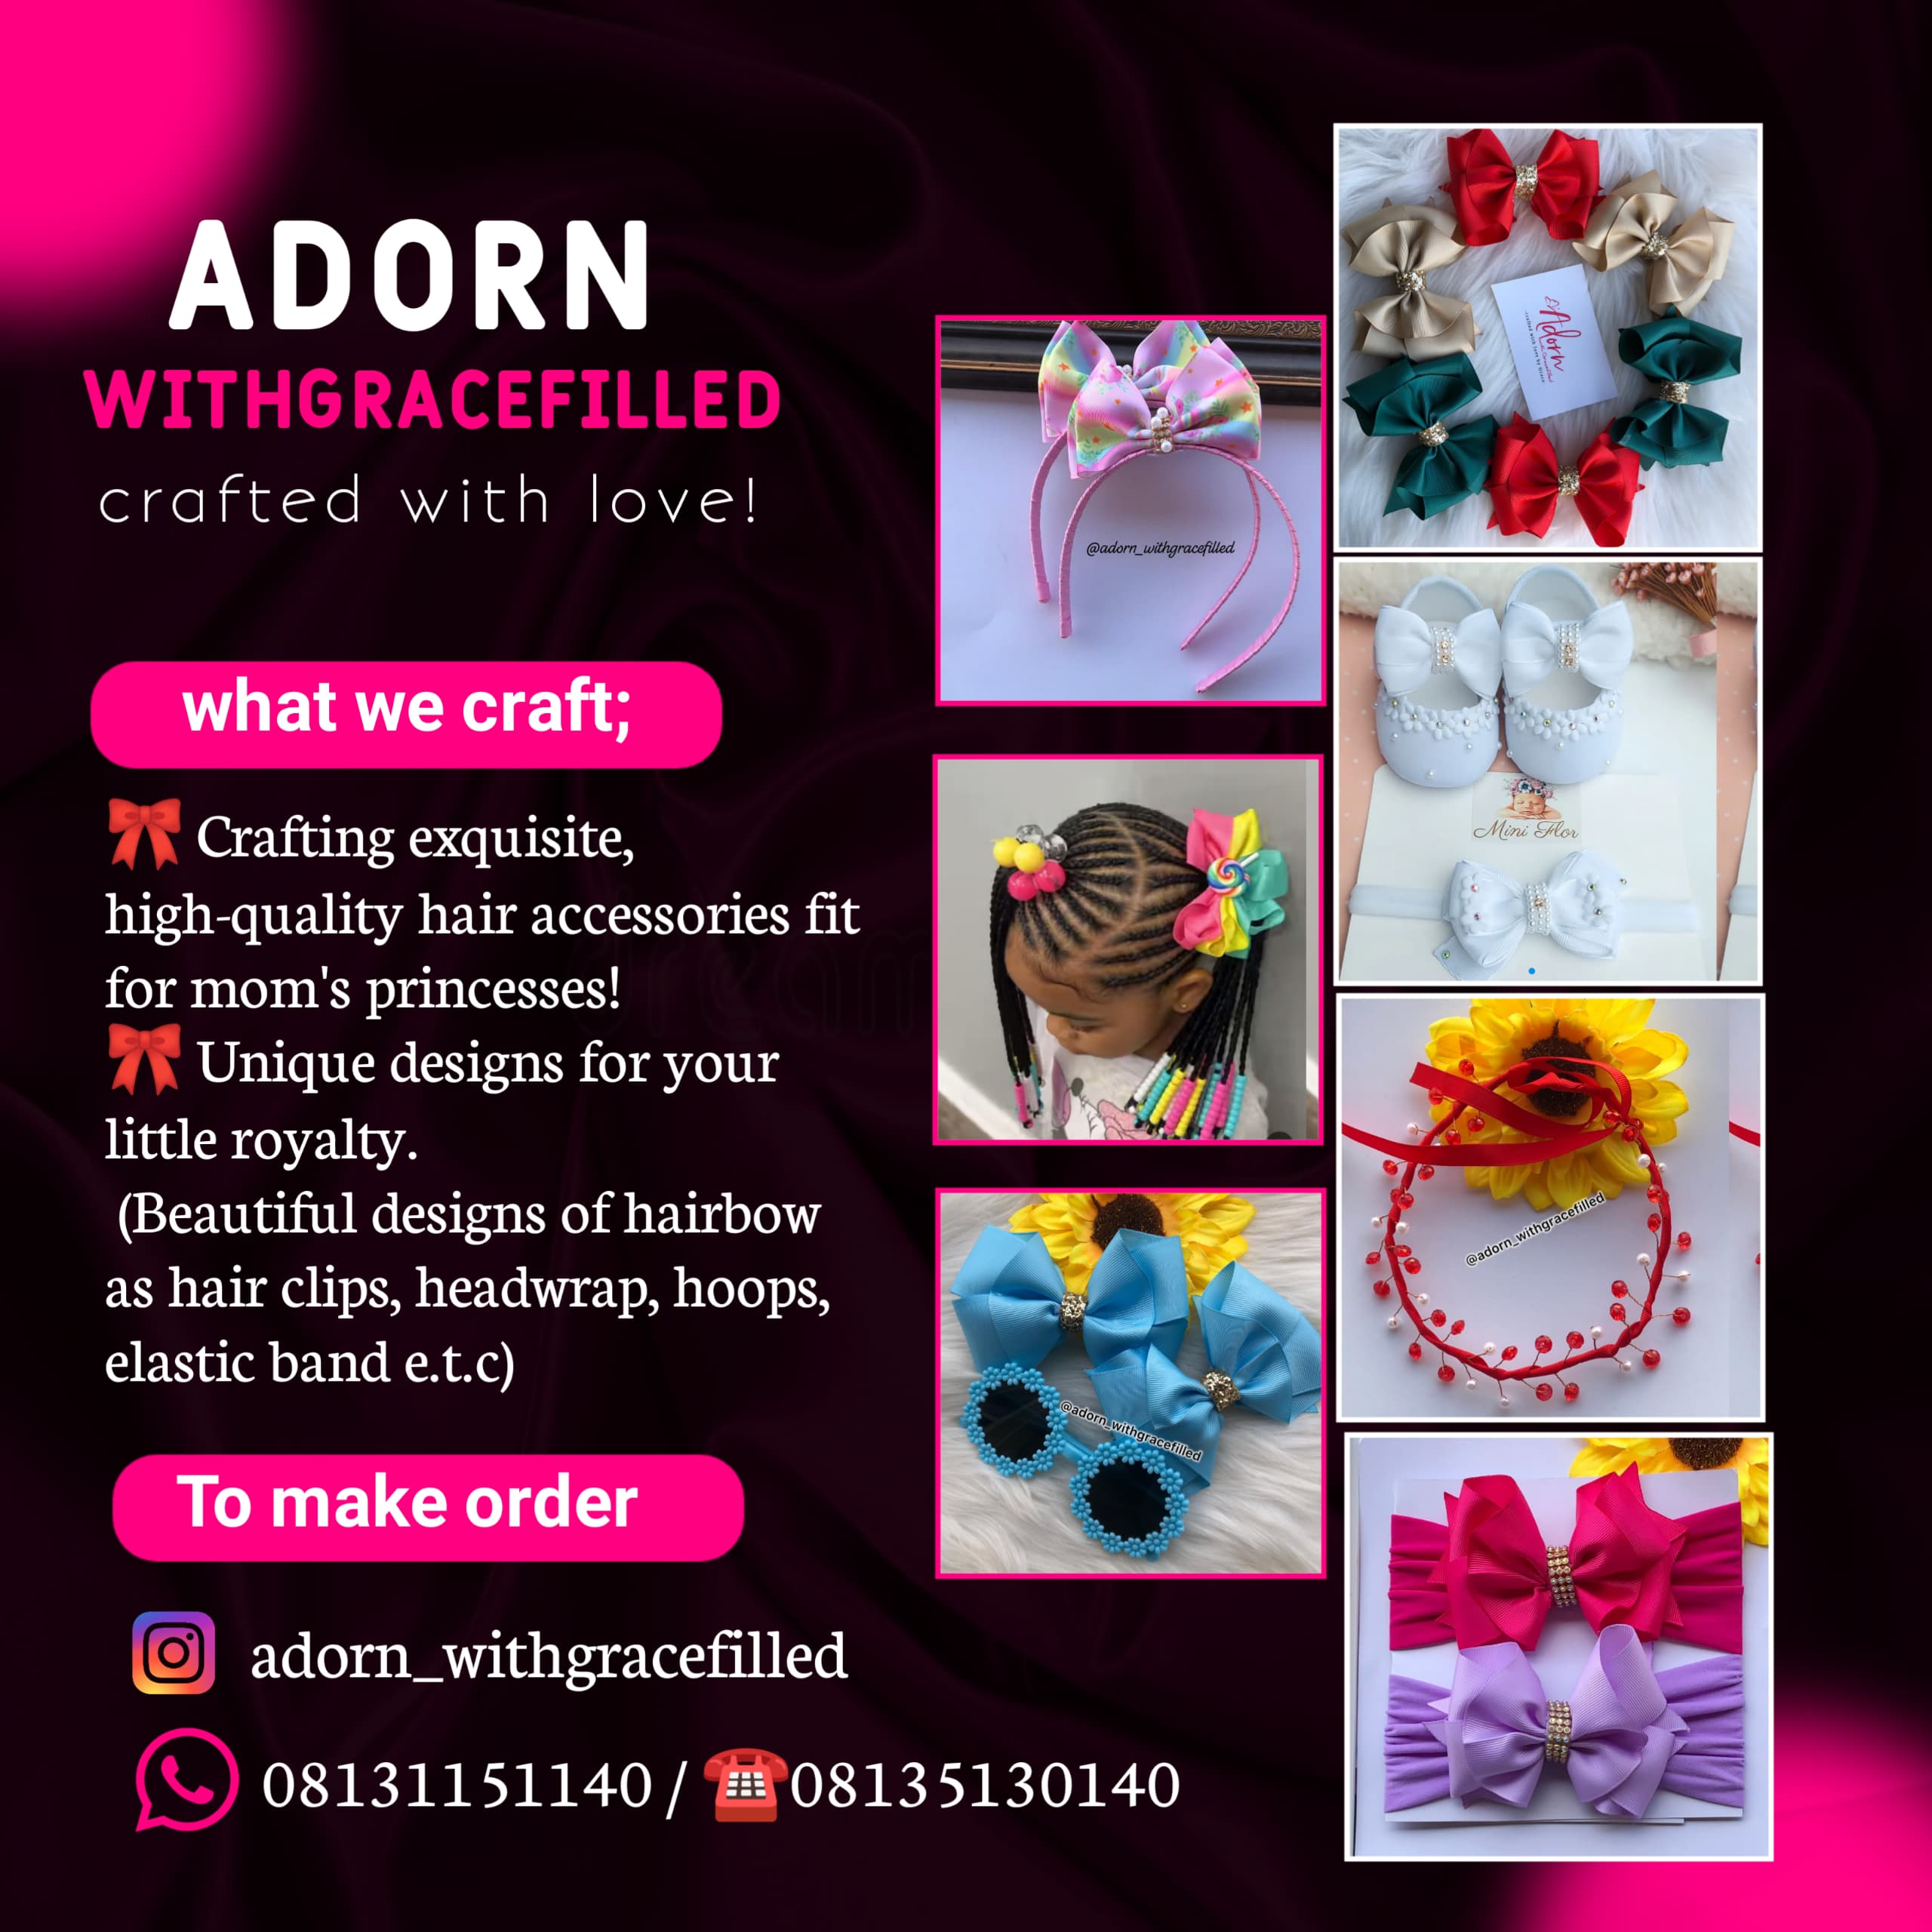 ADORN
WITHGRACEFILLED
crafted with love!
what we craft;
🎀 Crafting exquisite,
high-quality hair accessories fit
for mom's princesses!
🎀 Unique designs for your
little royalty.
(Beautiful designs of hairbow
as hair clips, headwrap, hoops,
elastic band e.t.c)
To make order
adorn_withgracefilled
08131151140 / ☎️08135130140
@adorn_withgracefilled
@adorn_withgracefilled
Adorn
Mini Flor
@adorn_withgracefilled